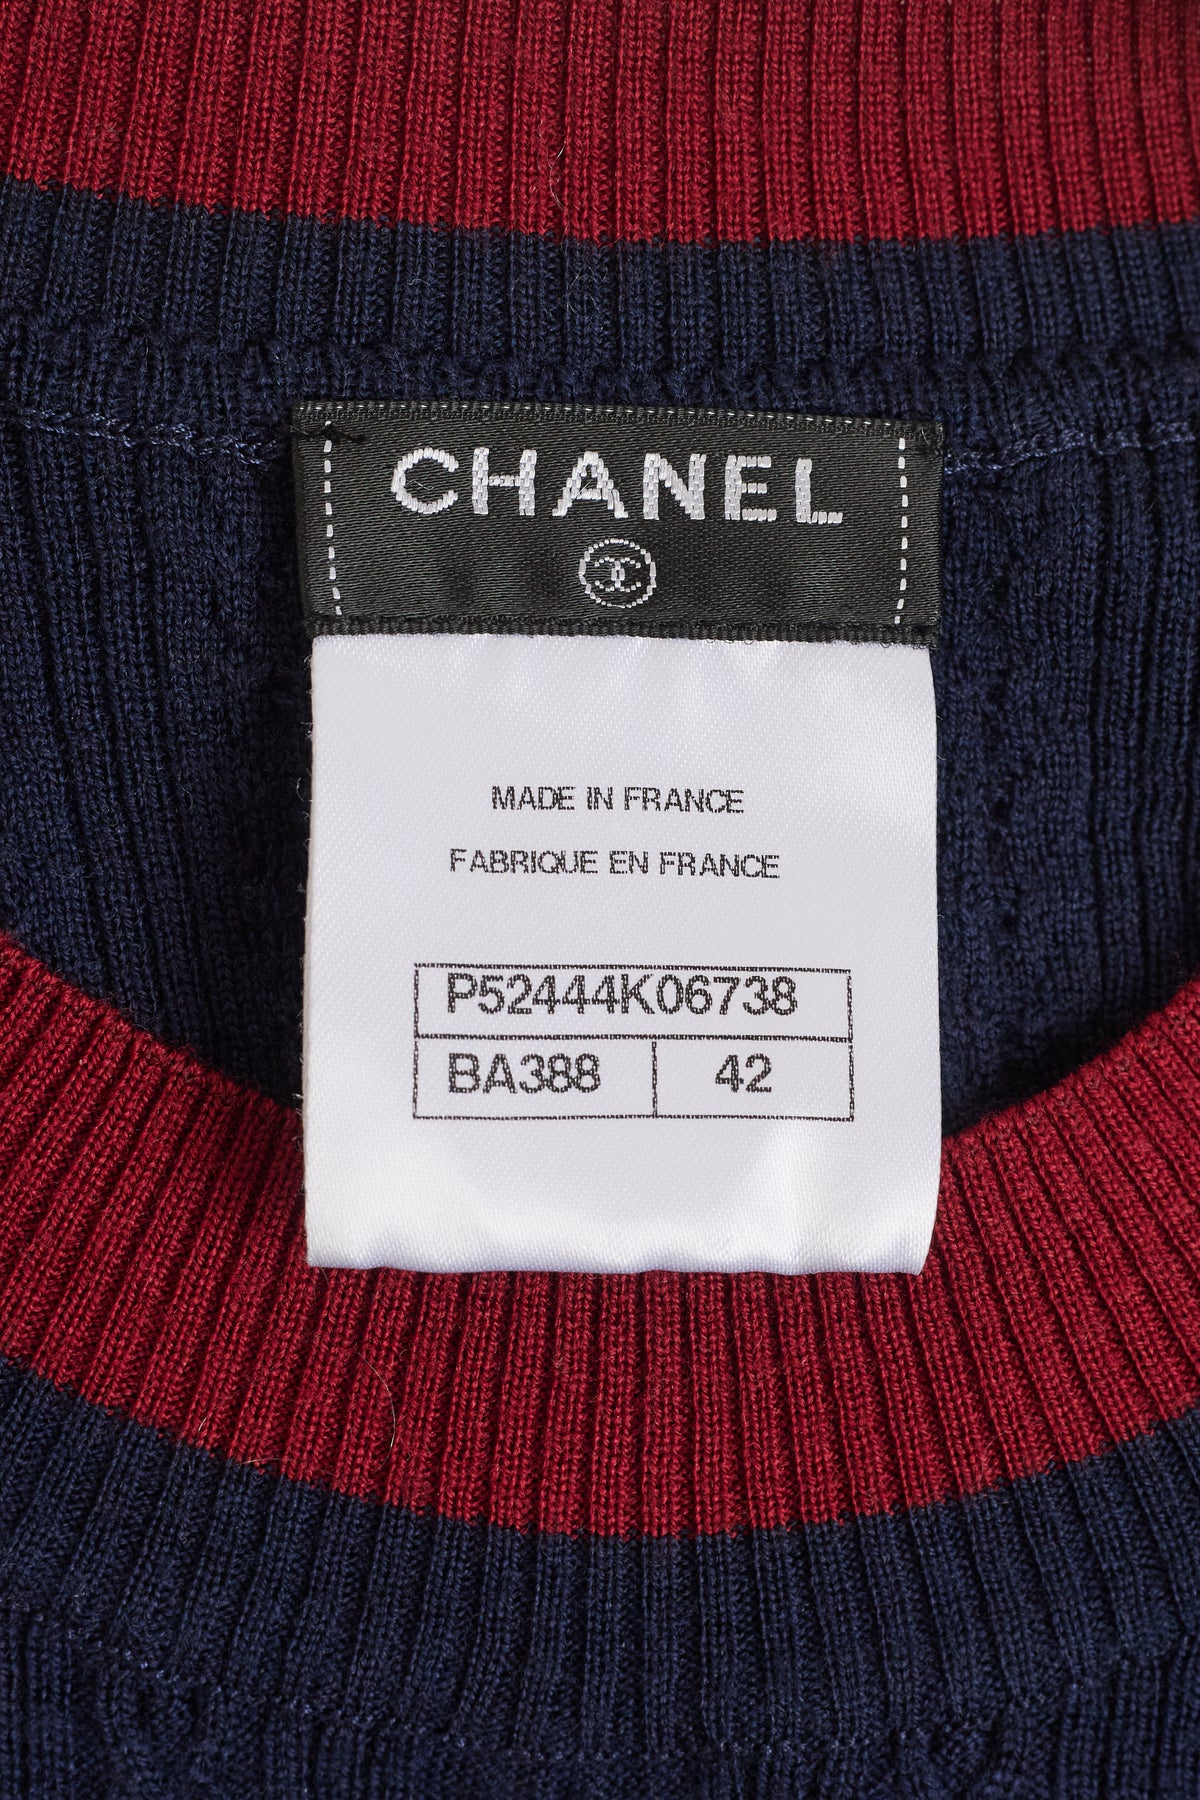 CHANEL
MADE IN FRANCE
FABRIQUE EN FRANCE
P52444K06738
BA388 42